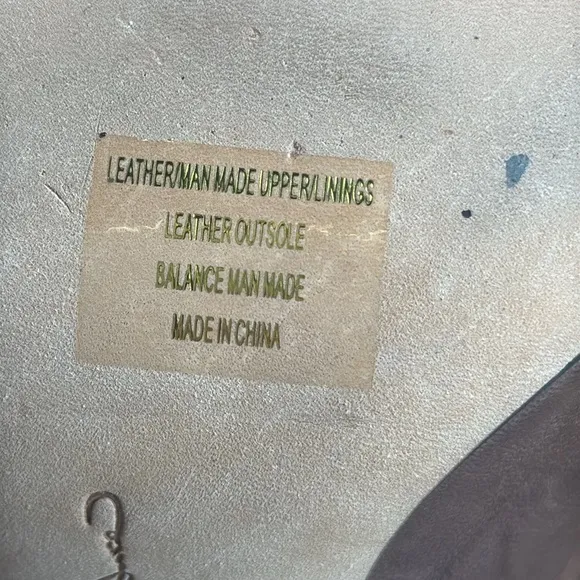 LEATHER/MAN MADE UPPER/LININGS
LEATHER OUTSOLE
BALANCE MAN MADE
MADE IN CHINA